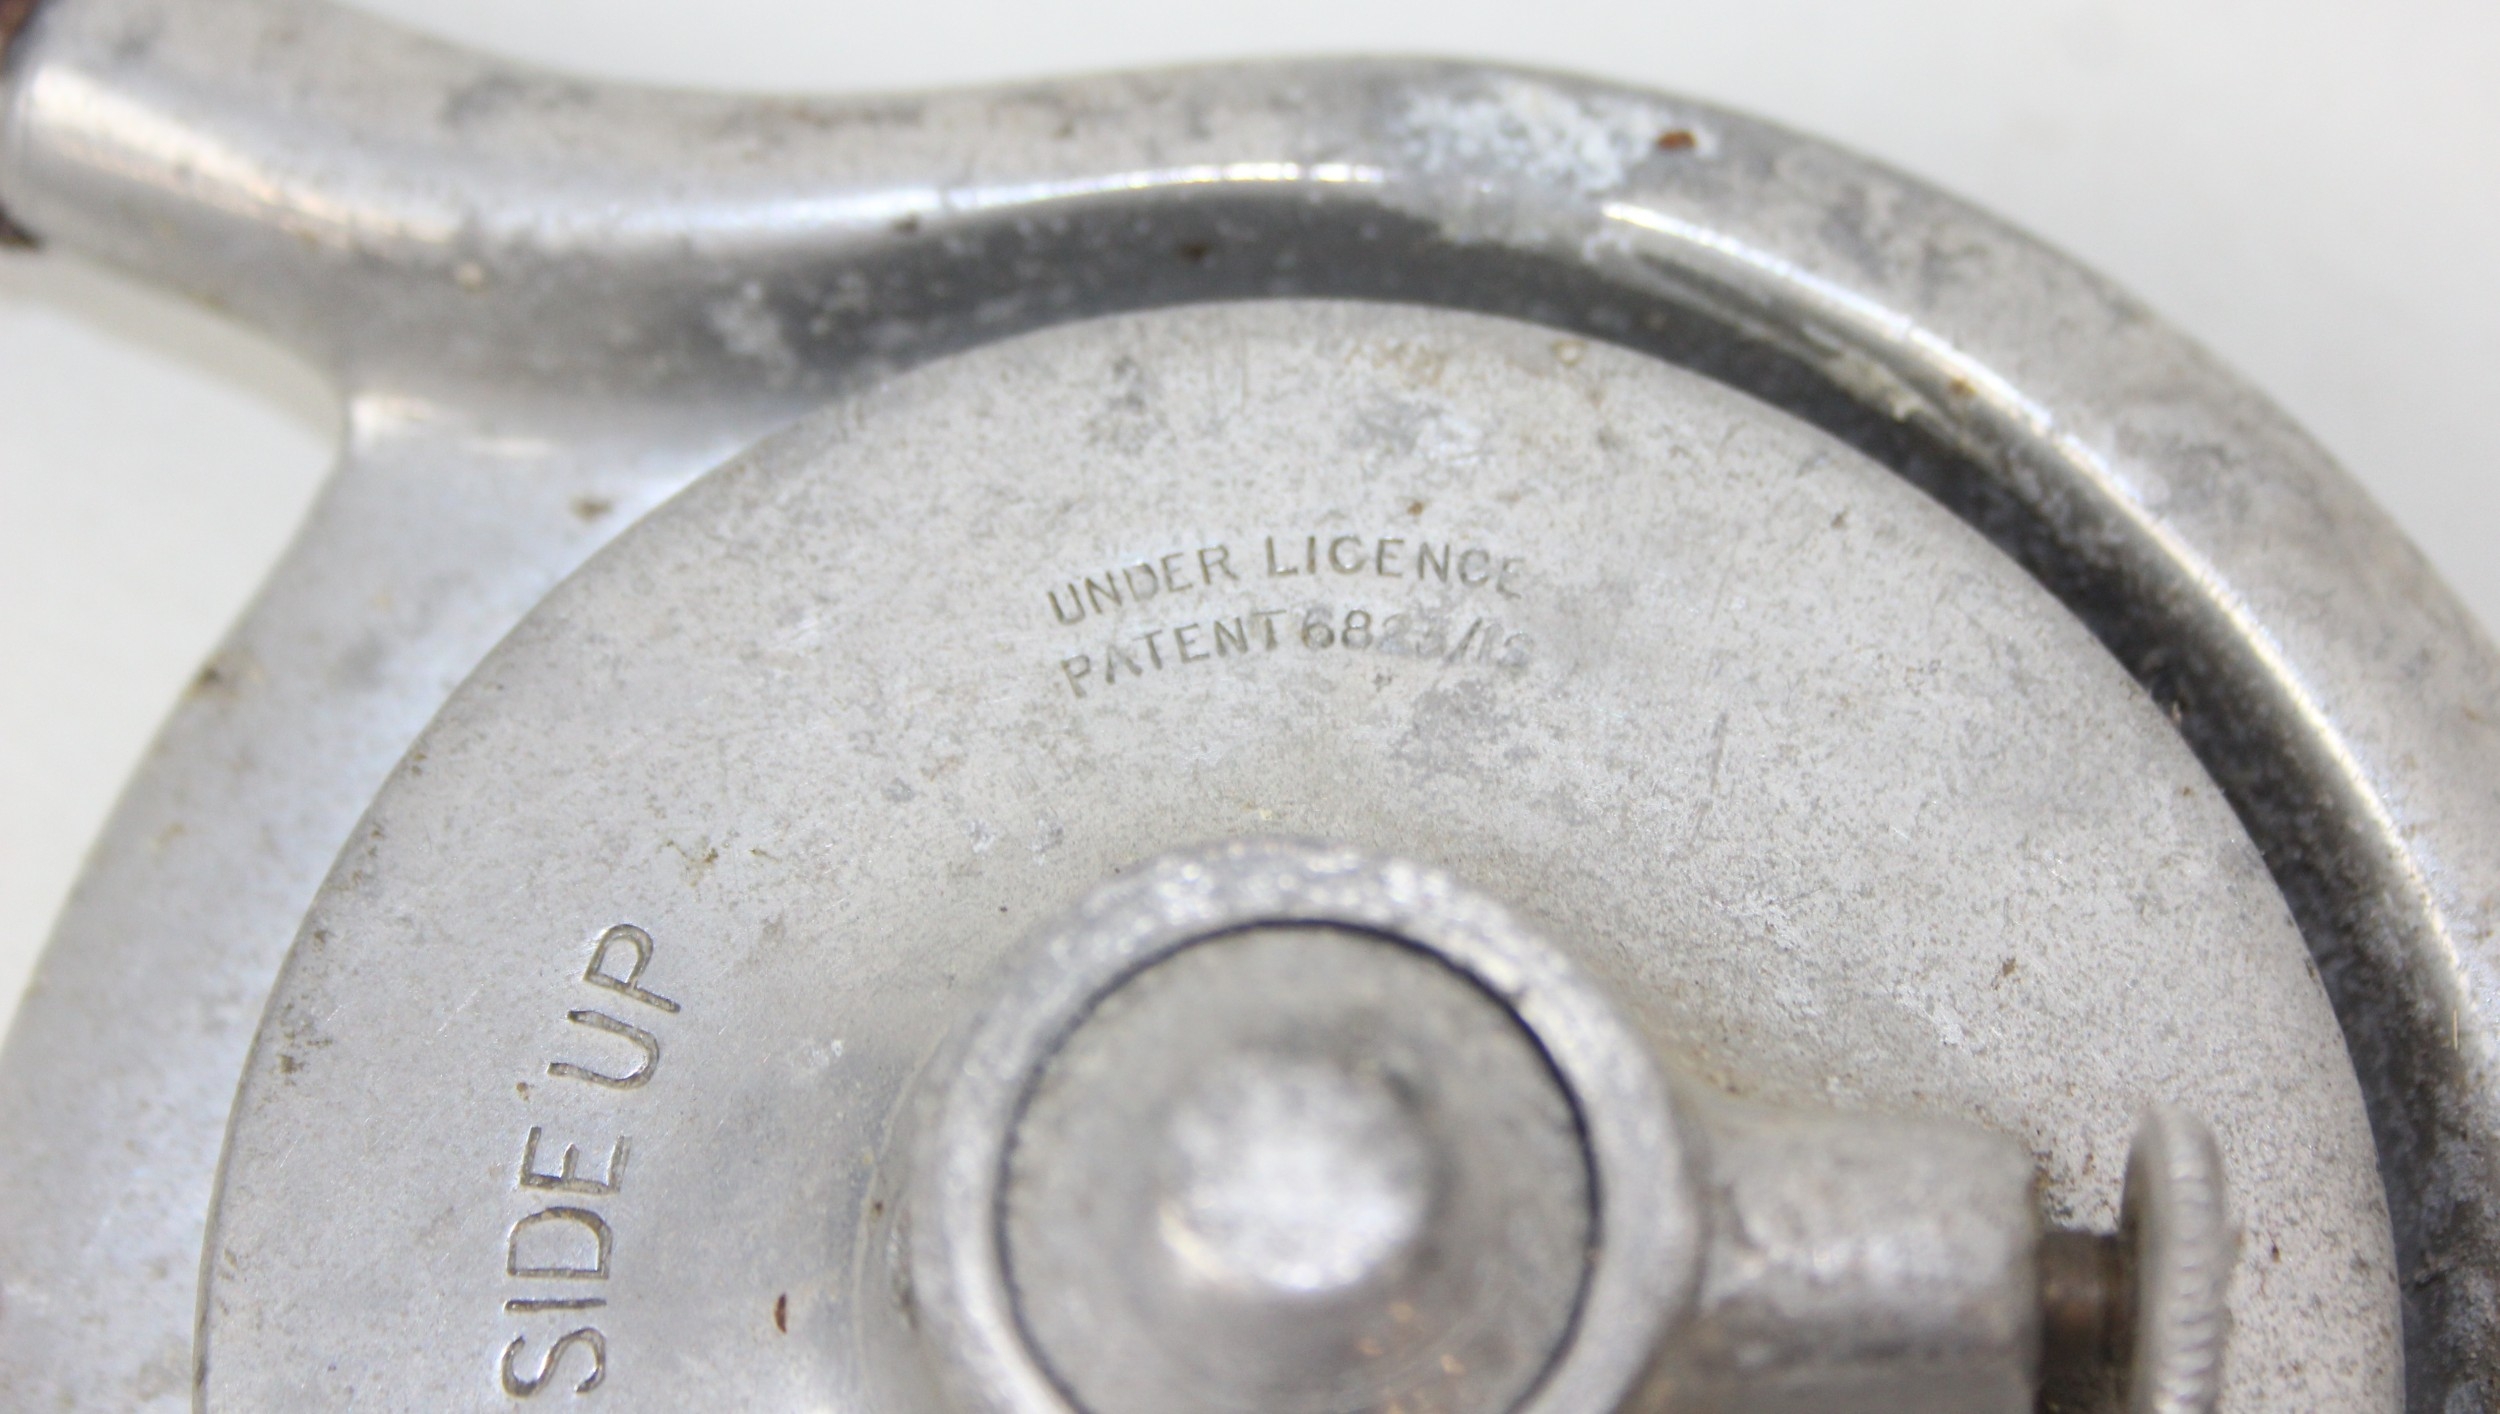 UNDER LICENCE
PATENT
SIDE UP